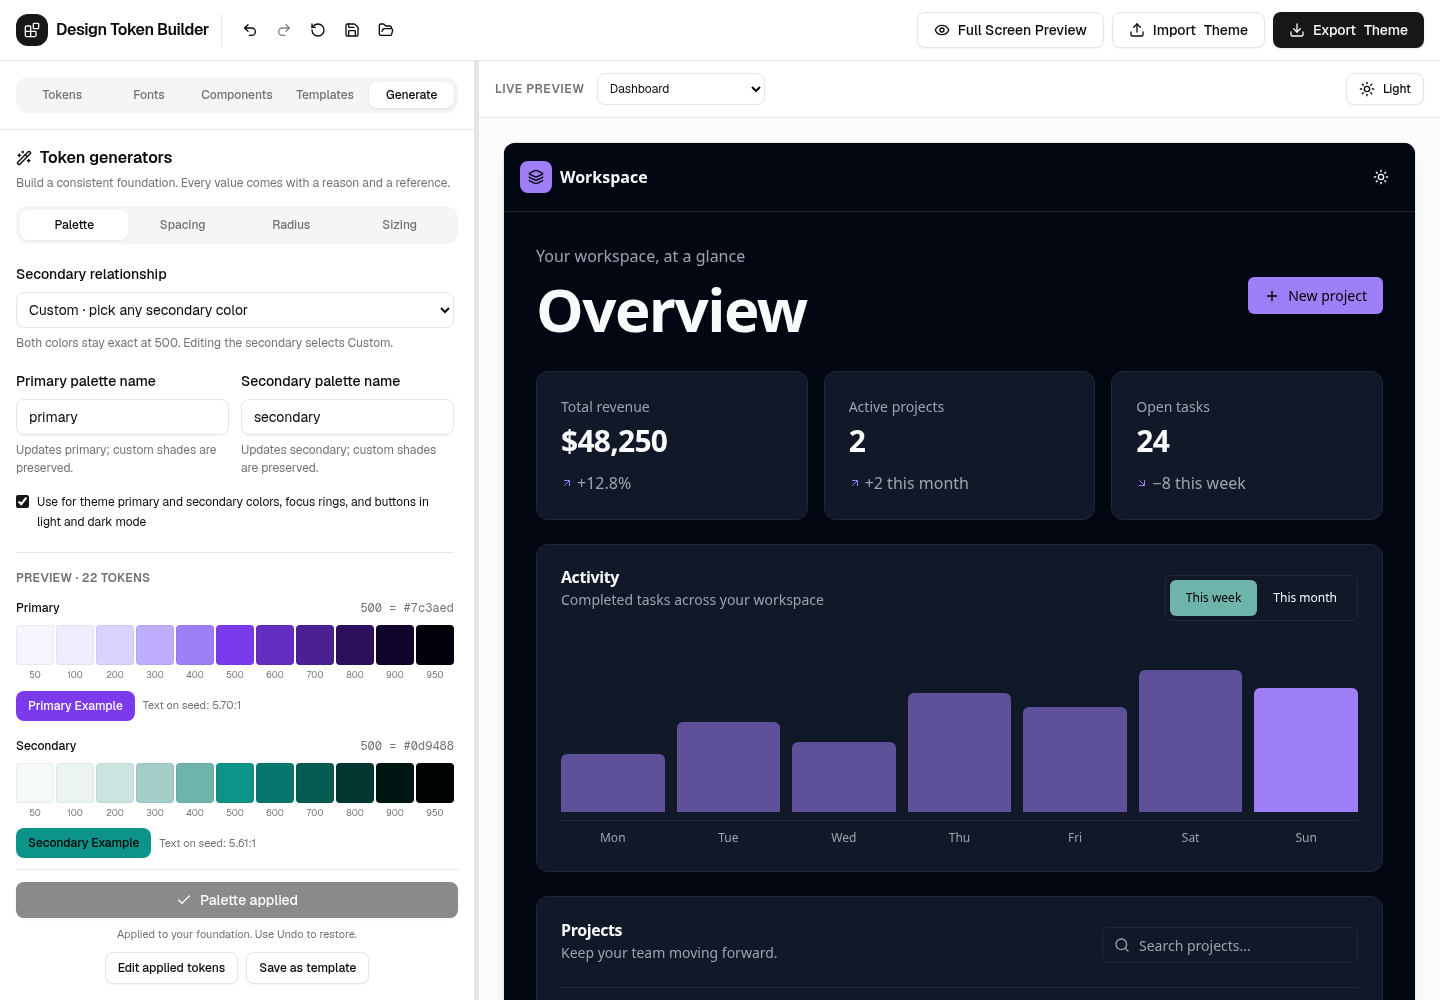 Design Token Builder
Full Screen Preview
Import Theme
Export Theme
Tokens
Fonts
Components
Templates
Generate
LIVE PREVIEW
Dashboard
Light
Token generators
Build a consistent foundation. Every value comes with a reason and a reference.
Palette
Spacing
Radius
Sizing
Secondary relationship
Custom · pick any secondary color
Both colors stay exact at 500. Editing the secondary selects Custom.
Primary palette name
Secondary palette name
primary
secondary
Updates primary; custom shades are
preserved.
Updates secondary; custom shades
are preserved.
Use for theme primary and secondary colors, focus rings, and buttons in
light and dark mode
PREVIEW · 22 TOKENS
Primary
500 = #7c3aed
50 100 200 300 400 500 600 700 800 900 950
Primary Example
Text on seed: 5.70:1
Secondary
500 = #0d9488
50 100 200 300 400 500 600 700 800 900 950
Secondary Example
Text on seed: 5.61:1
Palette applied
Applied to your foundation. Use Undo to restore.
Edit applied tokens
Save as template
Workspace
Your workspace, at a glance
Overview
New project
Total revenue
$48,250
+12.8%
Active projects
2
+2 this month
Open tasks
24
−8 this week
Activity
Completed tasks across your workspace
This week
This month
Mon Tue Wed Thu Fri Sat Sun
Projects
Keep your team moving forward.
Search projects...